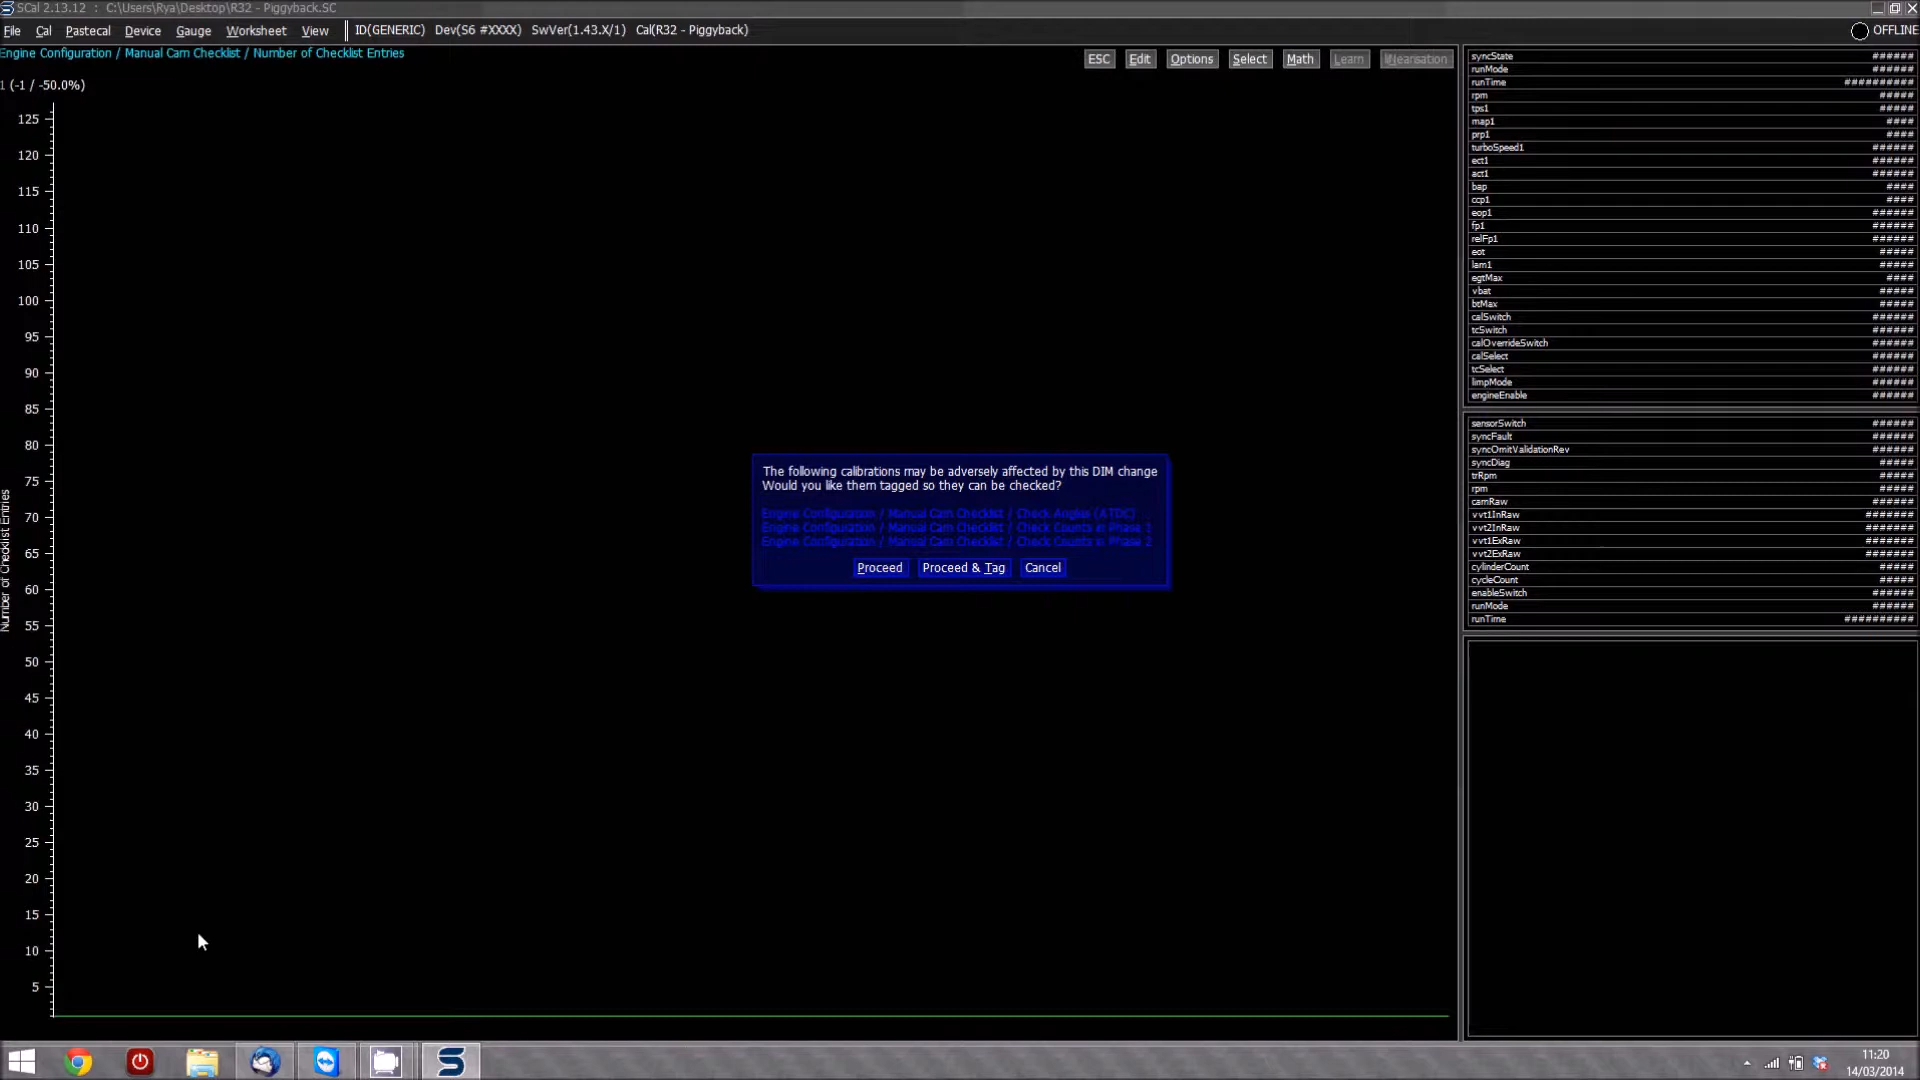 SCal 2.13.12 : C:\Users\Rya\Desktop\R32 - Piggyback.SC
File Cal Pastecal Device Gauge Worksheet View ID(GENERIC) Dev(S6 #XXXX) SwVer(1.43.X/1) Cal(R32 - Piggyback) OFFLINE
Engine Configuration / Manual Cam Checklist / Number of Checklist Entries
ESC Edit Options Select Math Learn
1 (-1 / -50.0%)
125
120
115
110
105
100
95
90
85
80
75
70
65
60
55
50
45
40
35
30
25
20
15
10
5
Number of Checklist Entries
The following calibrations may be adversely affected by this DIM change
Would you like them tagged so they can be checked?
Engine Configuration / Manual Cam Checklist / Check Angles (ATDC)
Engine Configuration / Manual Cam Checklist / Check Counts in Phase 1
Engine Configuration / Manual Cam Checklist / Check Counts in Phase 2
Proceed Proceed & Tag Cancel
syncState ######
runMode ######
runTime ##########
rpm #####
tps1 #####
map1 ####
prp1 ####
turboSpeed1 ######
ect1 ######
act1 ######
bap ####
ccp1 ####
eop1 ######
fp1 ######
relFp1 ######
eot #####
lam1 #####
egtMax ####
vbat #####
btMax ####
calSwitch ######
tcSwitch ######
calOverrideSwitch ######
calSelect ######
tcSelect ######
limpMode ######
engineEnable ######
sensorSwitch ######
syncFault ######
syncOmitValidationRev ######
syncDiag #####
trRpm #####
rpm #####
camRaw ######
vvt1InRaw #######
vvt2InRaw #######
vvt1ExRaw #######
vvt2ExRaw #######
cylinderCount #####
cycleCount #####
enableSwitch ######
runMode ######
runTime ##########
11:20
14/03/2014